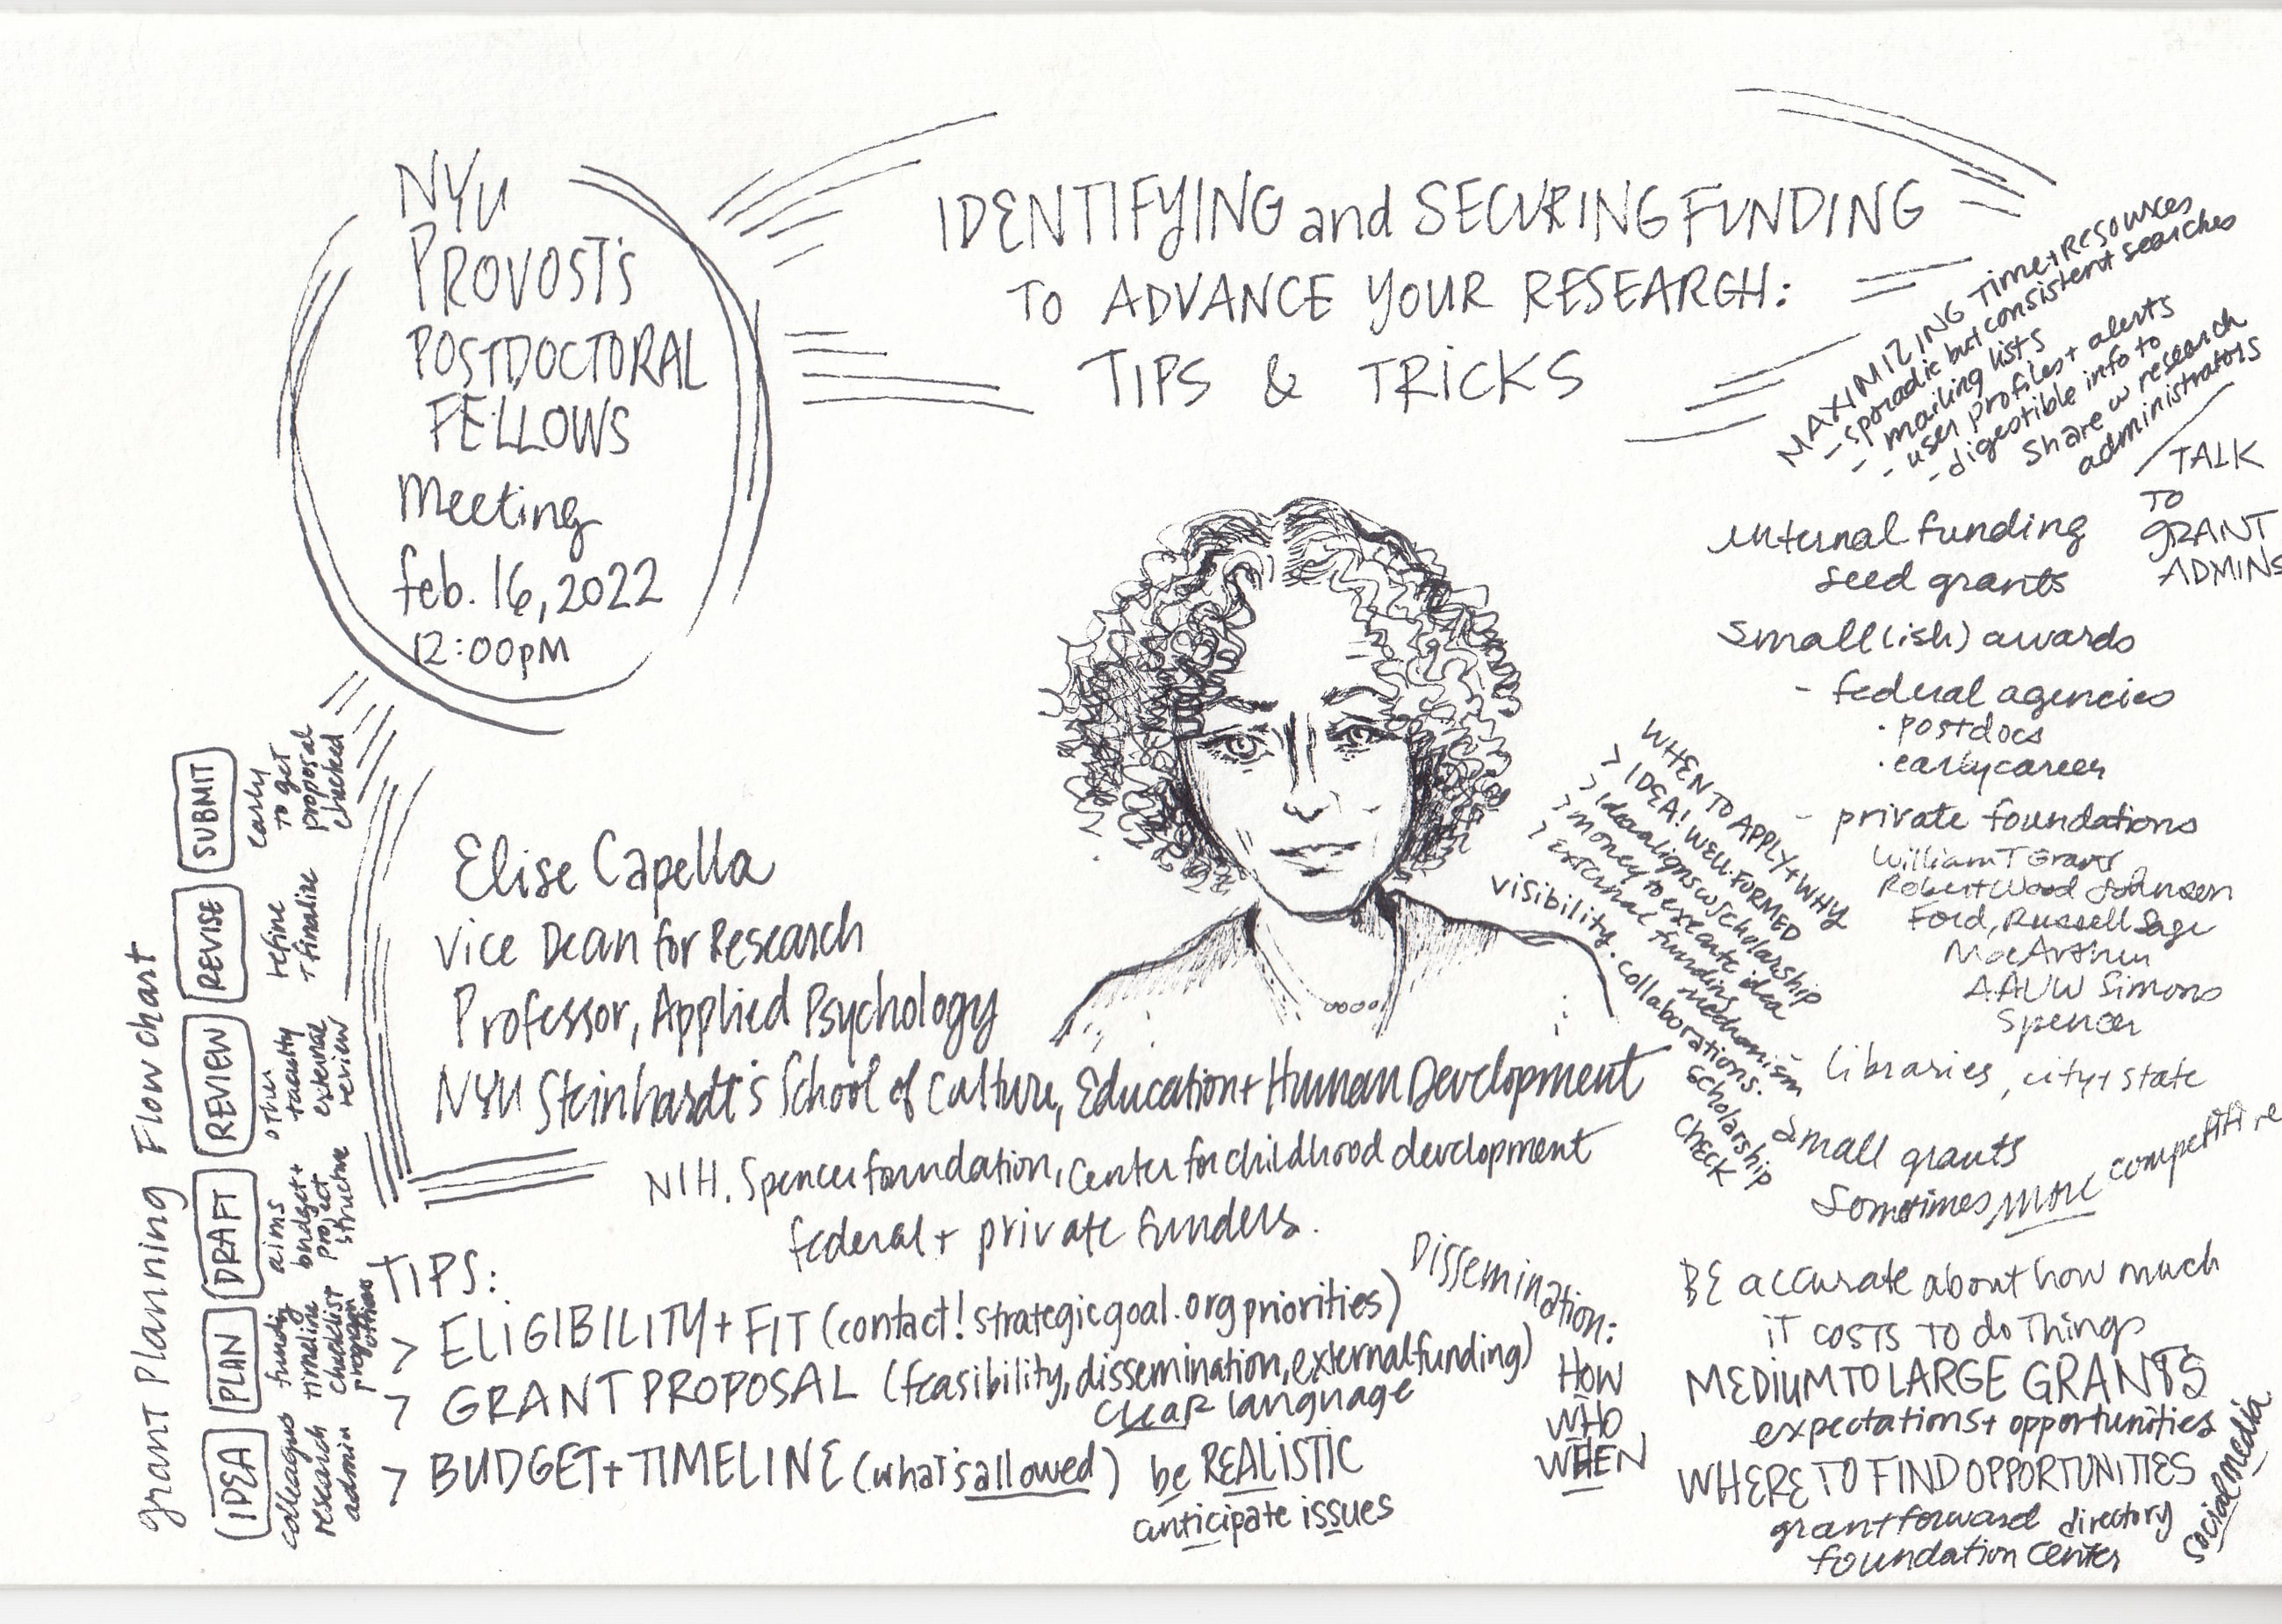 NYU
PROVOST'S
POSTDOCTORAL
FELLOWS
Meeting
feb. 16, 2022
12:00pM
IDENTIFYING and SECURING FUNDING
TO ADVANCE YOUR RESEARCH:
TIPS & TRICKS
MAXIMIZING Time + RESOURCES
- sporadic but consistent searches
- mailing lists
- user profiles + alerts
- digestible info to
share w research
administrators
TALK
TO
GRANT
ADMINS
internal funding
seed grants
Small(ish) awards
- federal agencies
· postdocs
· early career
- private foundations
William T Grant
Robert Wood Johnson
Ford, Russell Sage
MacArthur
AAUW Simons
Spencer
- libraries, city + state
Small grants
Sometimes more competitive
BE accurate about how much
iT COSTS TO do Things
MEDIUM TO LARGE GRANTS
expectations + opportunities
WHERE TO FIND OPPORTUNITIES
grantforward directory
foundation center
social media
WHEN TO APPLY + WHY
> IDEA! WELL-FORMED
> Idea aligns w scholarship
> money to execute idea
> external funding mechanism
visibility. collaborations.
scholarship
CHECK
Elise Capella
Vice Dean for Research
Professor, Applied Psychology
NYU Steinhardt's School of Culture, Education + Human Development
NIH. Spencer foundation, Center for childhood development
federal + private funders.
TIPS:
> ELIGIBILITY + FIT (contact! strategic goal. org priorities)
> GRANT PROPOSAL (feasibility, dissemination, external funding)
clear language
> BUDGET + TIMELINE (what's allowed) be REALISTIC
anticipate issues
Dissemination:
HOW
WHO
WHEN
Grant Planning Flow chart
IDEA
colleagues
research
admin
PLAN
funding
timeline
checklist
program
DRAFT
aims
budget +
project
structure
REVIEW
other
faculty
external
review
REVISE
refine
+ finalize
SUBMIT
early
to get
proposal
checked